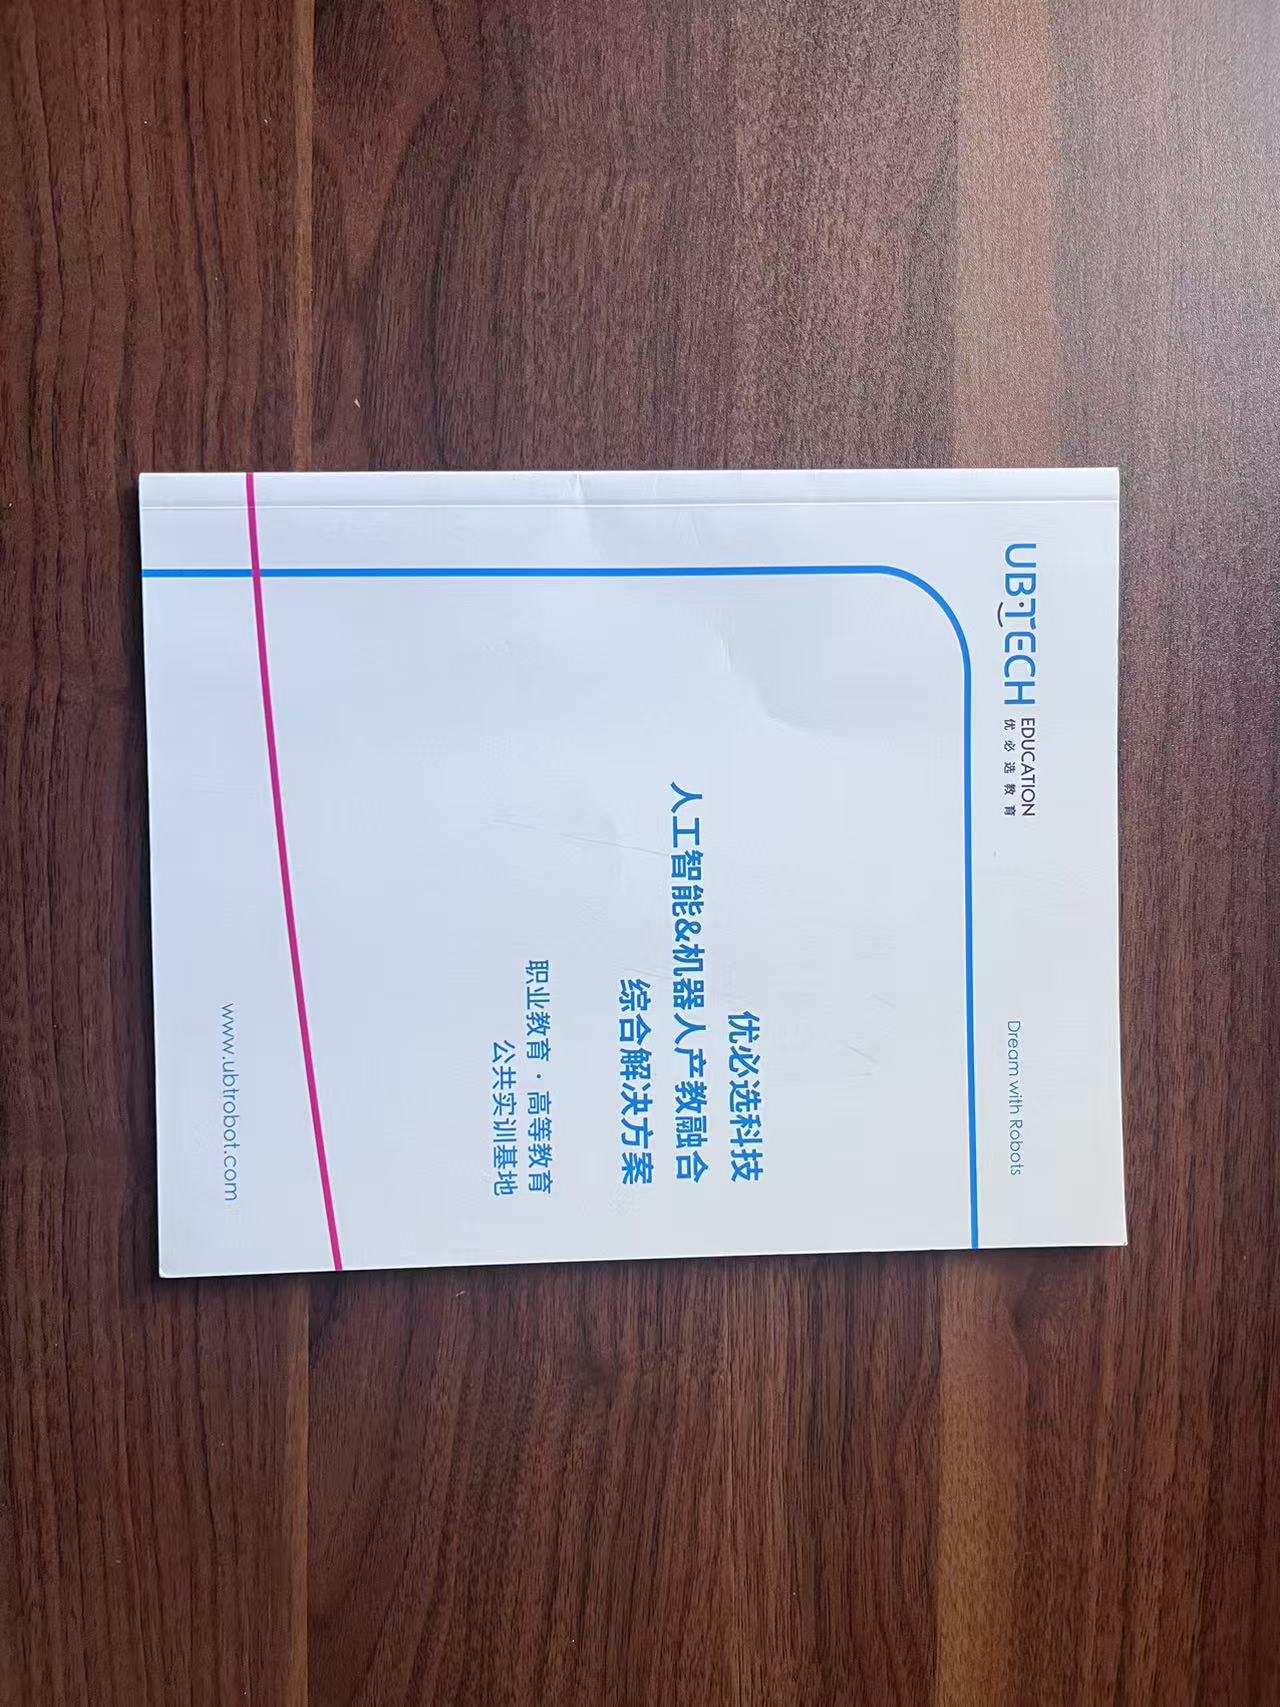 UBTECH EDUCATION
优必选教育
Dream with Robots
优必选科技
人工智能&机器人产教融合
综合解决方案
职业教育·高等教育
公共实训基地
www.ubtrobot.com